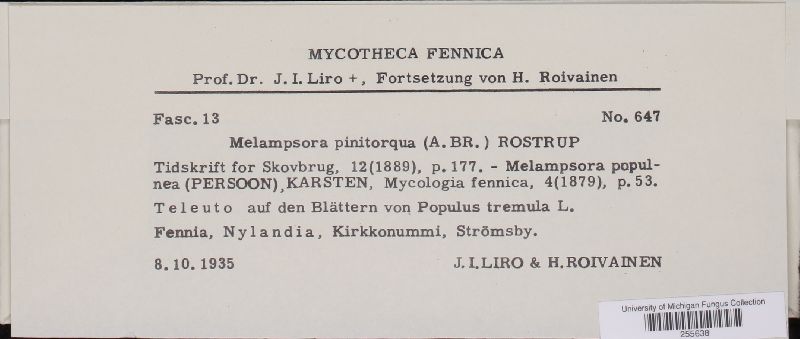 MYCOTHECA FENNICA
Prof. Dr. J. I. Liro +, Fortsetzung von H. Roivainen
Fasc. 13 No. 647
Melampsora pinitorqua (A. BR. ) ROSTRUP
Tidskrift for Skovbrug, 12(1889), p. 177. - Melampsora popul-
nea (PERSOON), KARSTEN, Mycologia fennica, 4(1879), p. 53.
Teleuto auf den Blättern von Populus tremula L.
Fennia, Nylandia, Kirkkonummi, Strömsby.
8. 10. 1935 J. I. LIRO & H. ROIVAINEN
University of Michigan Fungus Collection
255638